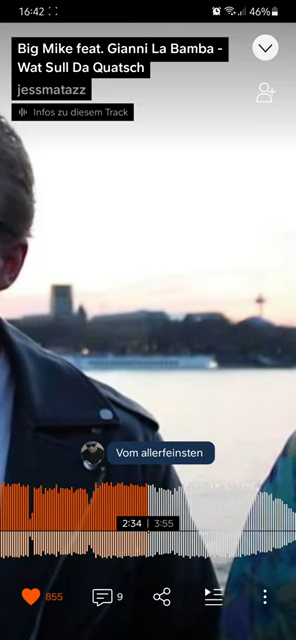 16:42
46%
Big Mike feat. Gianni La Bamba -
Wat Sull Da Quatsch
jessmatazz
Infos zu diesem Track
Vom allerfeinsten
2:34 | 3:55
855
9